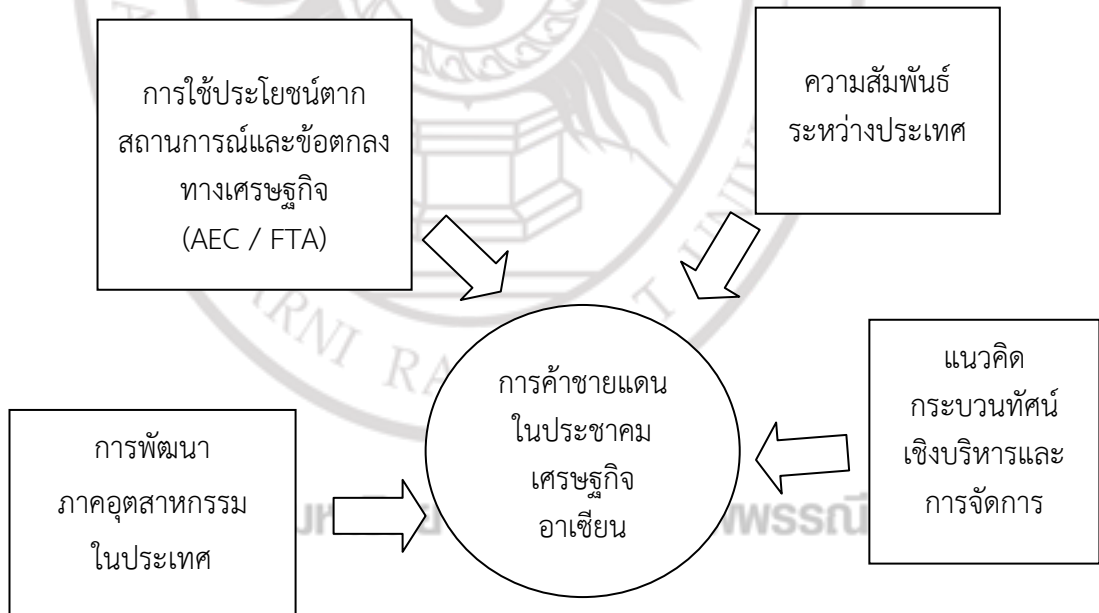 การใช้ประโยชน์ตาก
สถานการณ์และข้อตกลง
ทางเศรษฐกิจ
(AEC / FTA)
ความสัมพันธ์
ระหว่างประเทศ
การค้าชายแดน
ในประชาคม
เศรษฐกิจ
อาเซียน
แนวคิด
กระบวนทัศน์
เชิงบริหารและ
การจัดการ
การพัฒนา
ภาคอุตสาหกรรม
ในประเทศ